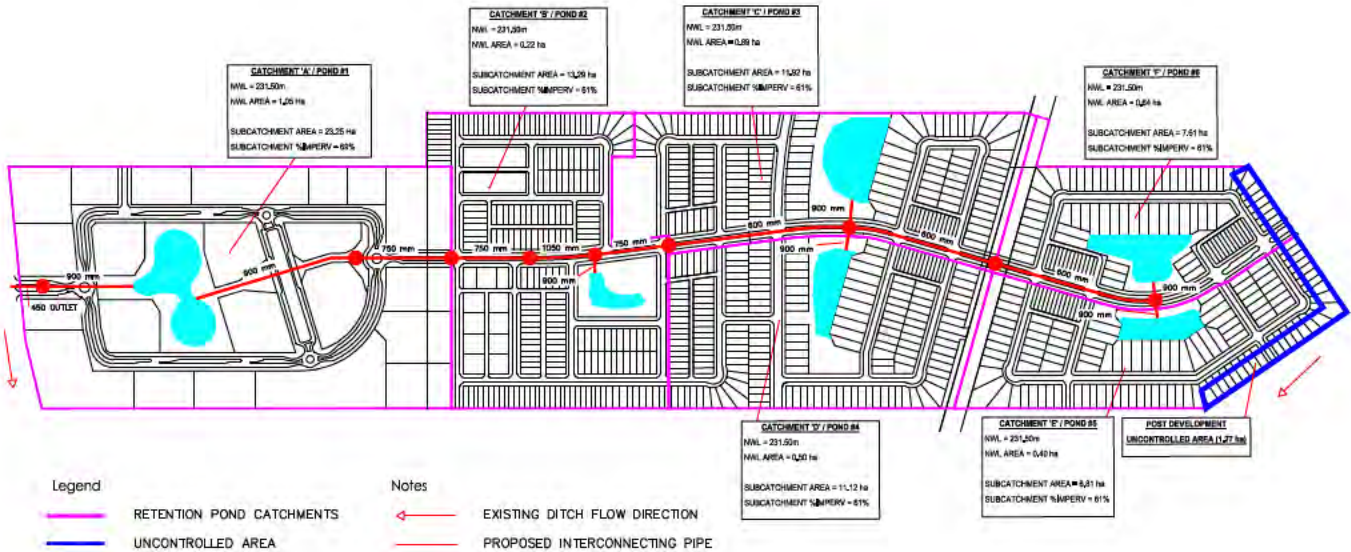 CATCHMENT 'A' / POND #1
NWL = 231.50m
NWL AREA = 1.05 Ha
SUBCATCHMENT AREA = 23.25 Ha
SUBCATCHMENT %IMPERV = 69%
CATCHMENT 'B' / POND #2
NWL = 231.50m
NWL AREA = 0.22 ha
SUBCATCHMENT AREA = 13.29 ha
SUBCATCHMENT %IMPERV = 61%
CATCHMENT 'C' / POND #3
NWL = 231.50m
NWL AREA = 0.89 ha
SUBCATCHMENT AREA = 11.92 ha
SUBCATCHMENT %IMPERV = 61%
CATCHMENT 'F' / POND #6
NWL = 231.50m
NWL AREA = 0.64 ha
SUBCATCHMENT AREA = 7.61 ha
SUBCATCHMENT %IMPERV = 61%
900 mm
450 OUTLET
900 mm
750 mm
750 mm
1050 mm
900 mm
750 mm
600 mm
900 mm
900 mm
600 mm
600 mm
900 mm
900 mm
CATCHMENT 'D' / POND #4
NWL = 231.50m
NWL AREA = 0.50 ha
SUBCATCHMENT AREA = 11.12 ha
SUBCATCHMENT %IMPERV = 61%
CATCHMENT 'E' / POND #5
NWL = 231.50m
NWL AREA = 0.40 ha
SUBCATCHMENT AREA =
SUBCATCHMENT %IMPERV = 61%
POST DEVELOPMENT
UNCONTROLLED AREA (1.77 ha)
Legend
RETENTION POND CATCHMENTS
UNCONTROLLED AREA
Notes
EXISTING DITCH FLOW DIRECTION
PROPOSED INTERCONNECTING PIPE